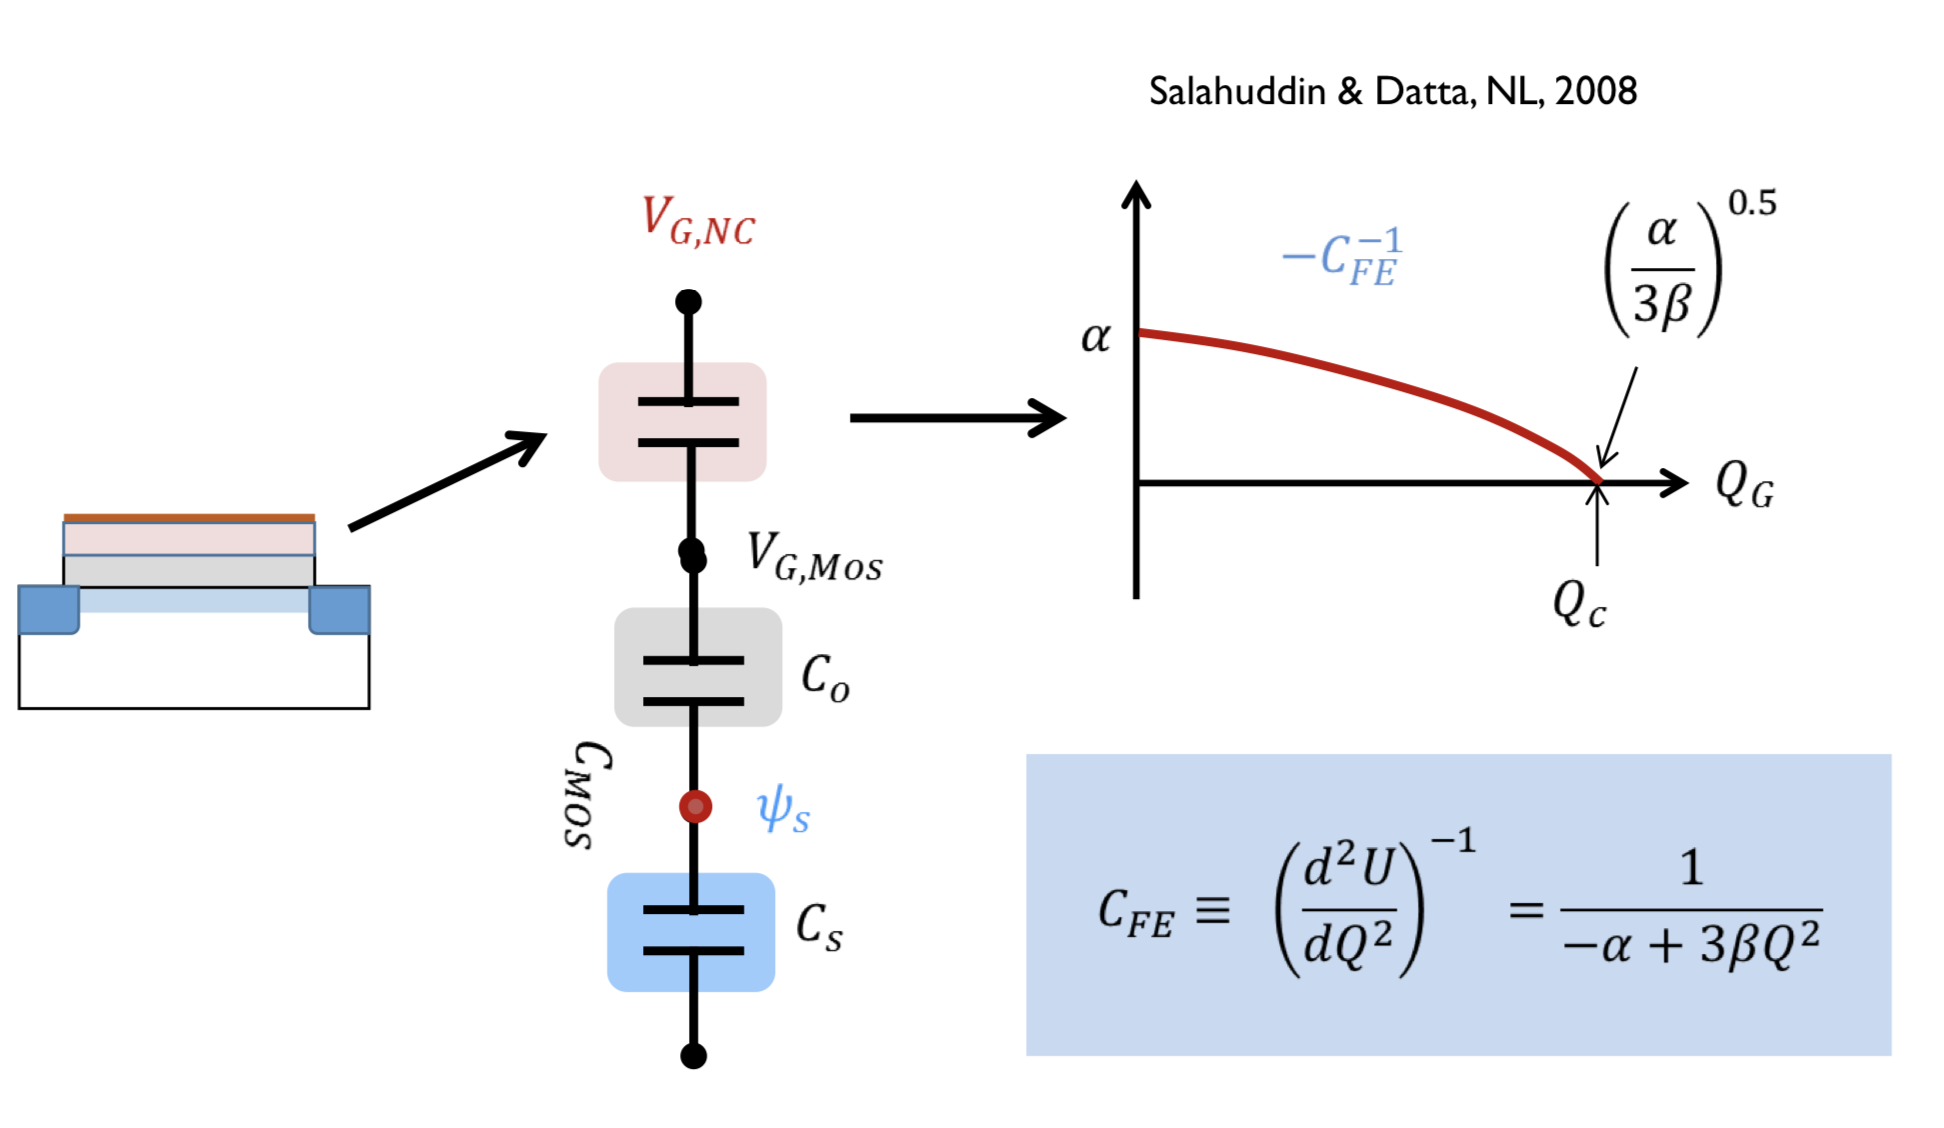 Salahuddin & Datta, NL, 2008
V_{G,NC}
V_{G,Mos}
C_o
C_{MOS}
ψ_s
C_s
−C_{FE}^{−1}
(α/3β)^{0.5}
α
Q_G
Q_c
C_{FE} ≡ (d²U/dQ²)^{−1} = 1/(−α + 3βQ²)